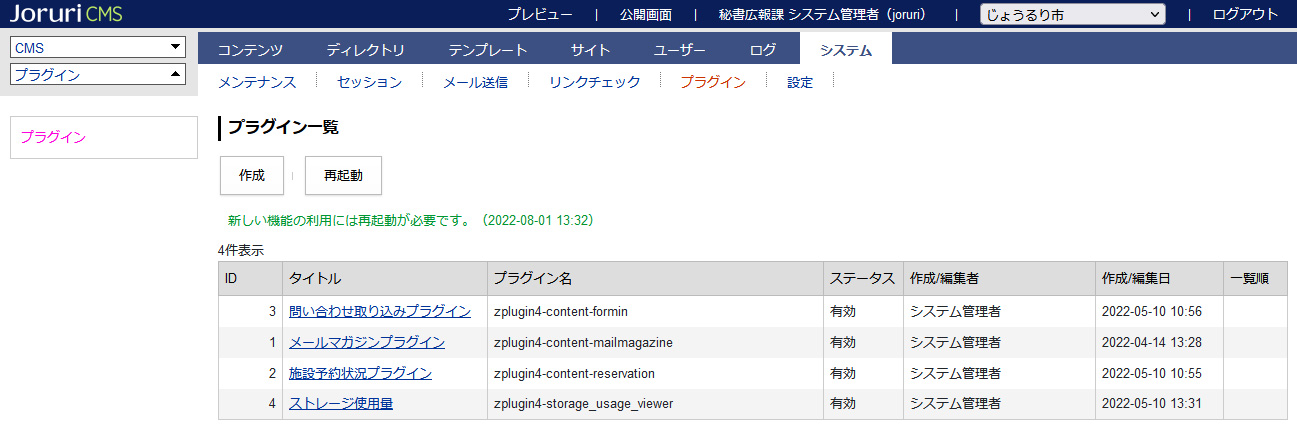 Joruri CMS プレビュー | 公開画面 | 秘書広報課 システム管理者（joruri） | じょうるり市 | ログアウト
CMS コンテンツ ディレクトリ テンプレート サイト ユーザー ログ システム
プラグイン メンテナンス セッション メール送信 リンクチェック プラグイン 設定
プラグイン
プラグイン一覧
作成 再起動
新しい機能の利用には再起動が必要です。（2022-08-01 13:32）
4件表示
ID タイトル プラグイン名 ステータス 作成/編集者 作成/編集日 一覧順
3 問い合わせ取り込みプラグイン zplugin4-content-formin 有効 システム管理者 2022-05-10 10:56
1 メールマガジンプラグイン zplugin4-content-mailmagazine 有効 システム管理者 2022-04-14 13:28
2 施設予約状況プラグイン zplugin4-content-reservation 有効 システム管理者 2022-05-10 10:55
4 ストレージ使用量 zplugin4-storage_usage_viewer 有効 システム管理者 2022-05-10 13:31